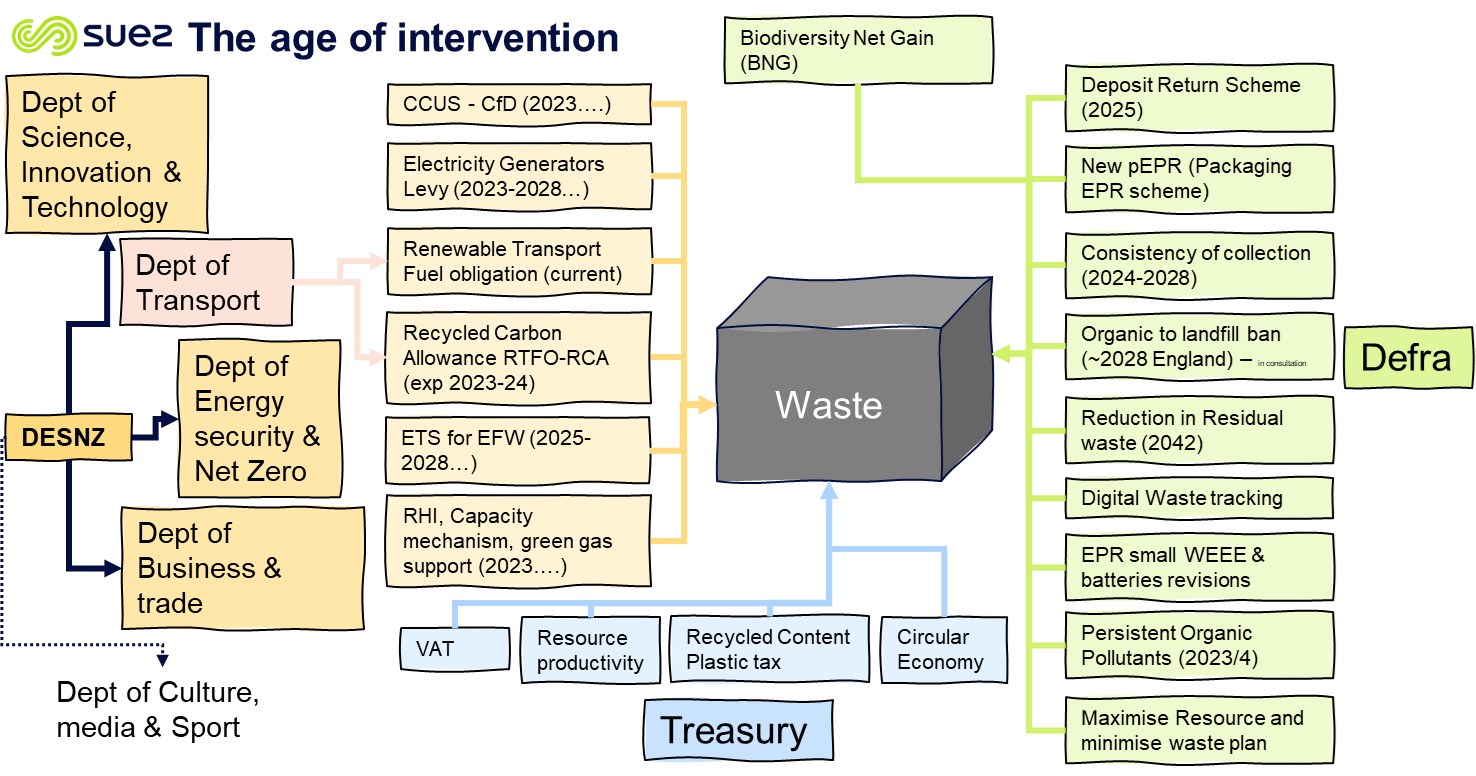 suez The age of intervention
Dept of
Science,
Innovation &
Technology
Dept of
Transport
Dept of
Energy
security &
Net Zero
DESNZ
Dept of
Business &
trade
Dept of Culture,
media & Sport
CCUS - CfD (2023….)
Electricity Generators
Levy (2023-2028…)
Renewable Transport
Fuel obligation (current)
Recycled Carbon
Allowance RTFO-RCA
(exp 2023-24)
ETS for EFW (2025-
2028…)
RHI, Capacity
mechanism, green gas
support (2023….)
Biodiversity Net Gain
(BNG)
Waste
VAT
Resource
productivity
Recycled Content
Plastic tax
Circular
Economy
Treasury
Deposit Return Scheme
(2025)
New pEPR (Packaging
EPR scheme)
Consistency of collection
(2024-2028)
Organic to landfill ban
(~2028 England) – in consultation
Reduction in Residual
waste (2042)
Digital Waste tracking
EPR small WEEE &
batteries revisions
Persistent Organic
Pollutants (2023/4)
Maximise Resource and
minimise waste plan
Defra